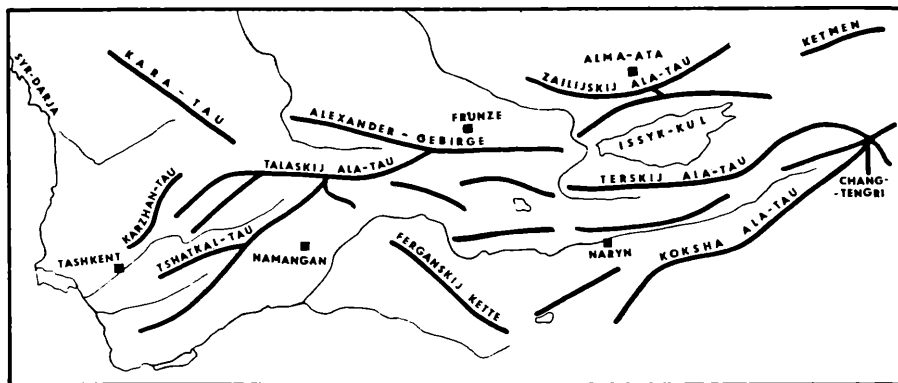 KETMEN
ALMA-ATA
ZAILIJSKIJ ALA-TAU
SYR-DARJA
KARA-TAU
ALEXANDER-GEBIRGE
FRUNZE
ISSYK-KUL
TALASKIJ ALA-TAU
TERSKIJ ALA-TAU
CHANG-
TENGRI
KARZHAN-TAU
TSHATKAL-TAU
TASHKENT
NAMANGAN
FERGANSKIJ KETTE
NARYN
KOKSHA ALA-TAU